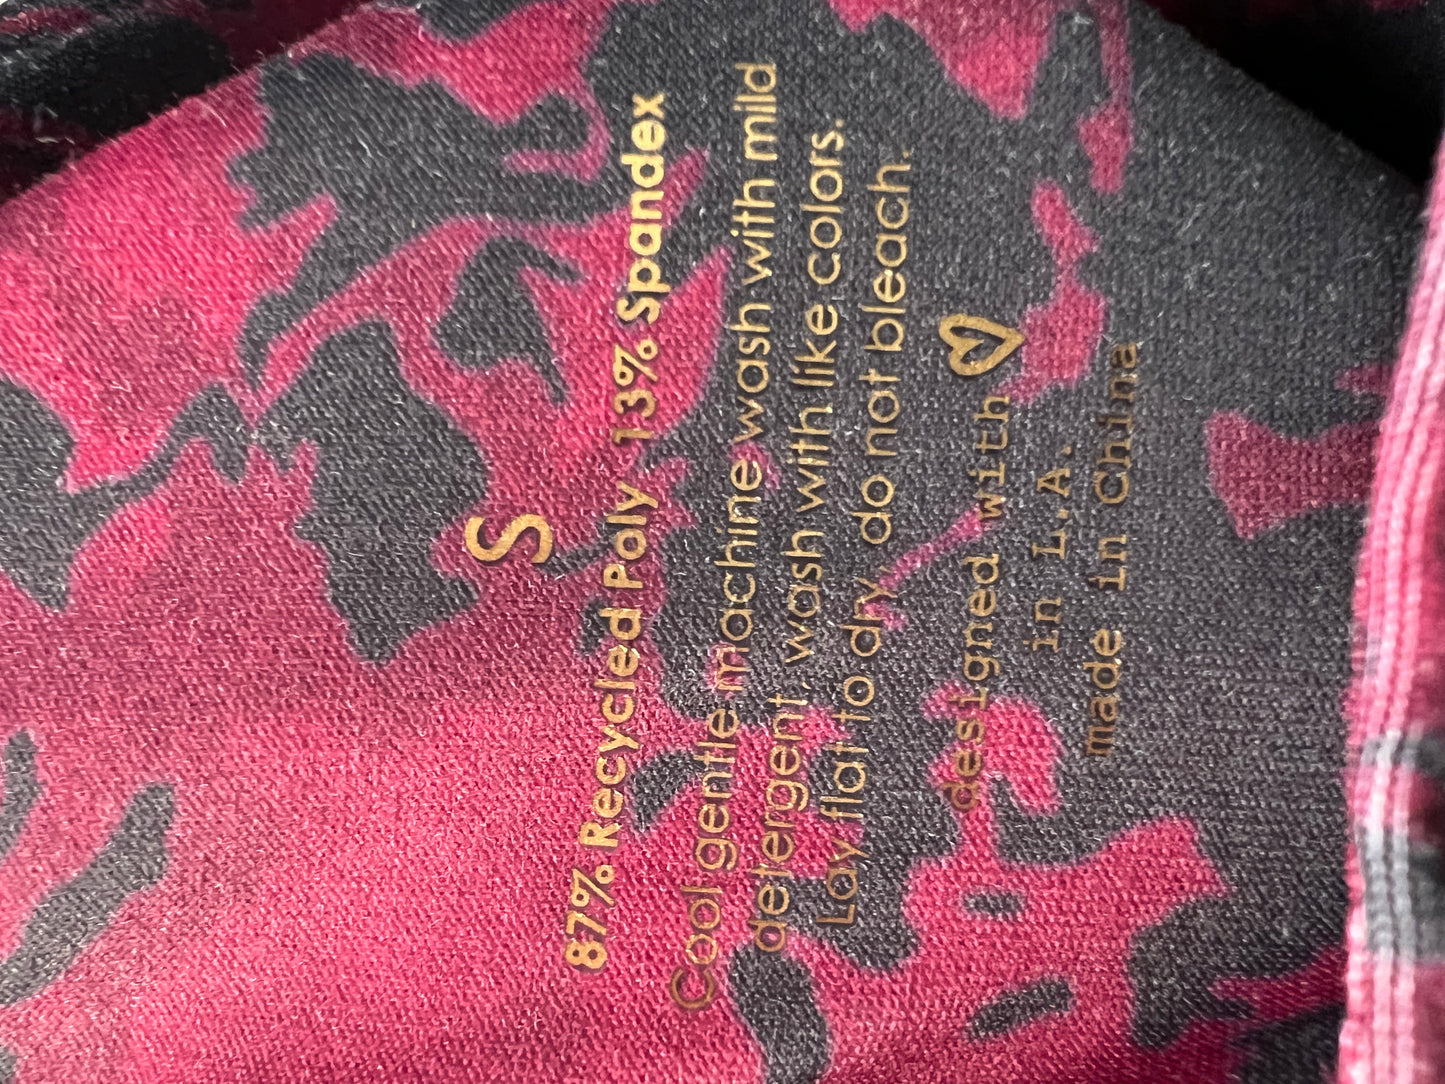 S
87% Recycled Poly 13% Spandex
Cool gentle machine wash with mild
detergent, wash with like colors.
Lay flat to dry, do not bleach.
designed with ♡
in L.A.
made in China